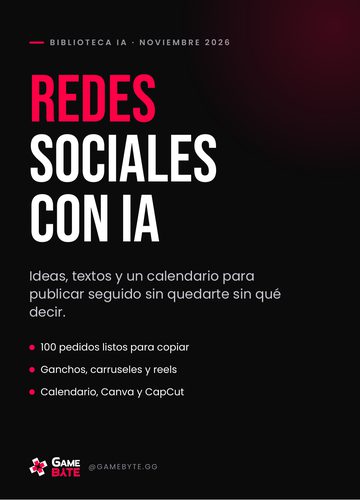 BIBLIOTECA IA · NOVIEMBRE 2026
REDES
SOCIALES
CON IA
Ideas, textos y un calendario para
publicar seguido sin quedarte sin qué
decir.
100 pedidos listos para copiar
Ganchos, carruseles y reels
Calendario, Canva y CapCut
GAME
BYTE
@GAMEBYTE.GG